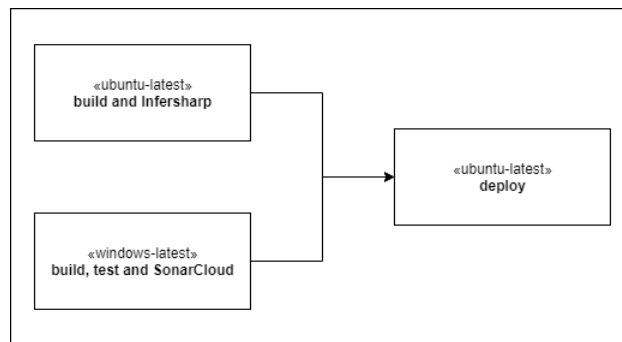 «ubuntu-latest»
build and Infersharp
«ubuntu-latest»
deploy
«windows-latest»
build, test and SonarCloud